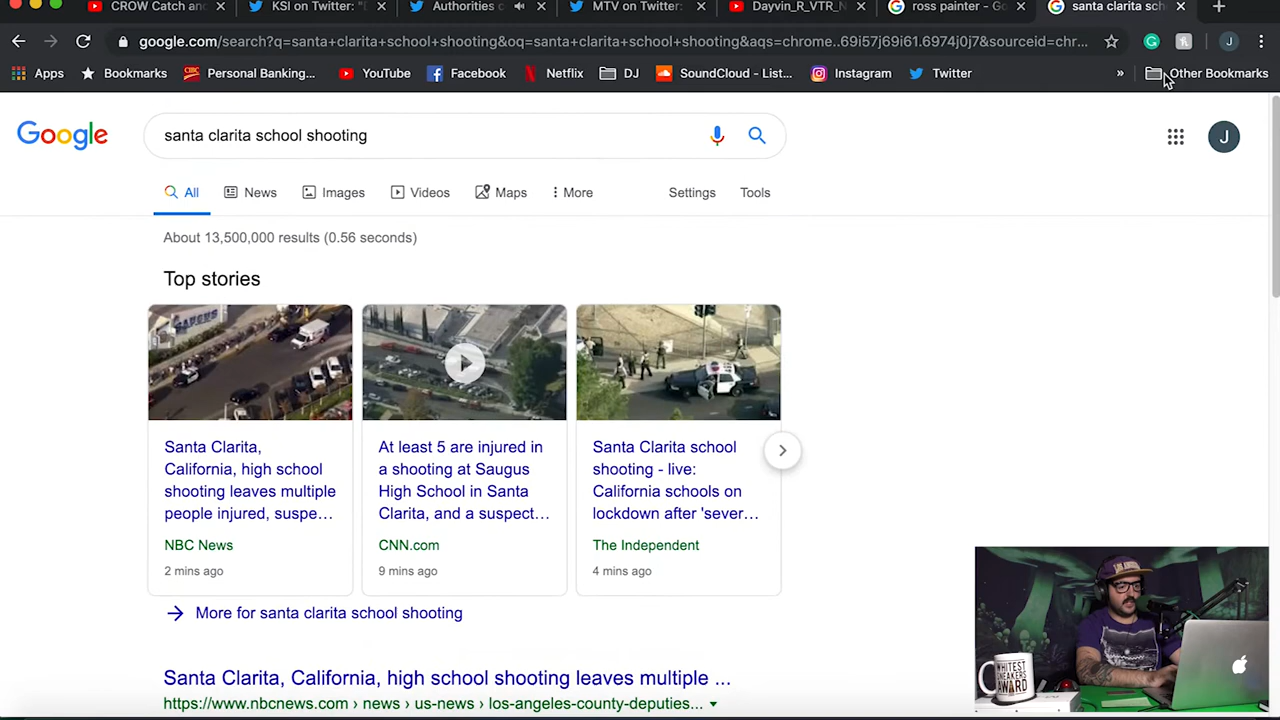 CROW Catch an
KSI on Twitter: "D
Authorities c
MTV on Twitter:
Dayvin_R_VTR_N
ross painter - Go
santa clarita sch
google.com/search?q=santa+clarita+school+shooting&oq=santa+clarita+school+shooting&aqs=chrome..69i57j69i61.6974j0j7&sourceid=chr...
Apps
Bookmarks
Personal Banking...
YouTube
Facebook
Netflix
DJ
SoundCloud - List...
Instagram
Twitter
»
Other Bookmarks
J
Google
santa clarita school shooting
J
All
News
Images
Videos
Maps
More
Settings
Tools
About 13,500,000 results (0.56 seconds)
Top stories
SAUGUS
Santa Clarita,
California, high school
shooting leaves multiple
people injured, suspe...
NBC News
2 mins ago
At least 5 are injured in
a shooting at Saugus
High School in Santa
Clarita, and a suspect...
CNN.com
9 mins ago
Santa Clarita school
shooting - live:
California schools on
lockdown after 'sever...
The Independent
4 mins ago
More for santa clarita school shooting
Santa Clarita, California, high school shooting leaves multiple ...
https://www.nbcnews.com › news › us-news › los-angeles-county-deputies...
WHITEST
SNEAKERS
AWARD